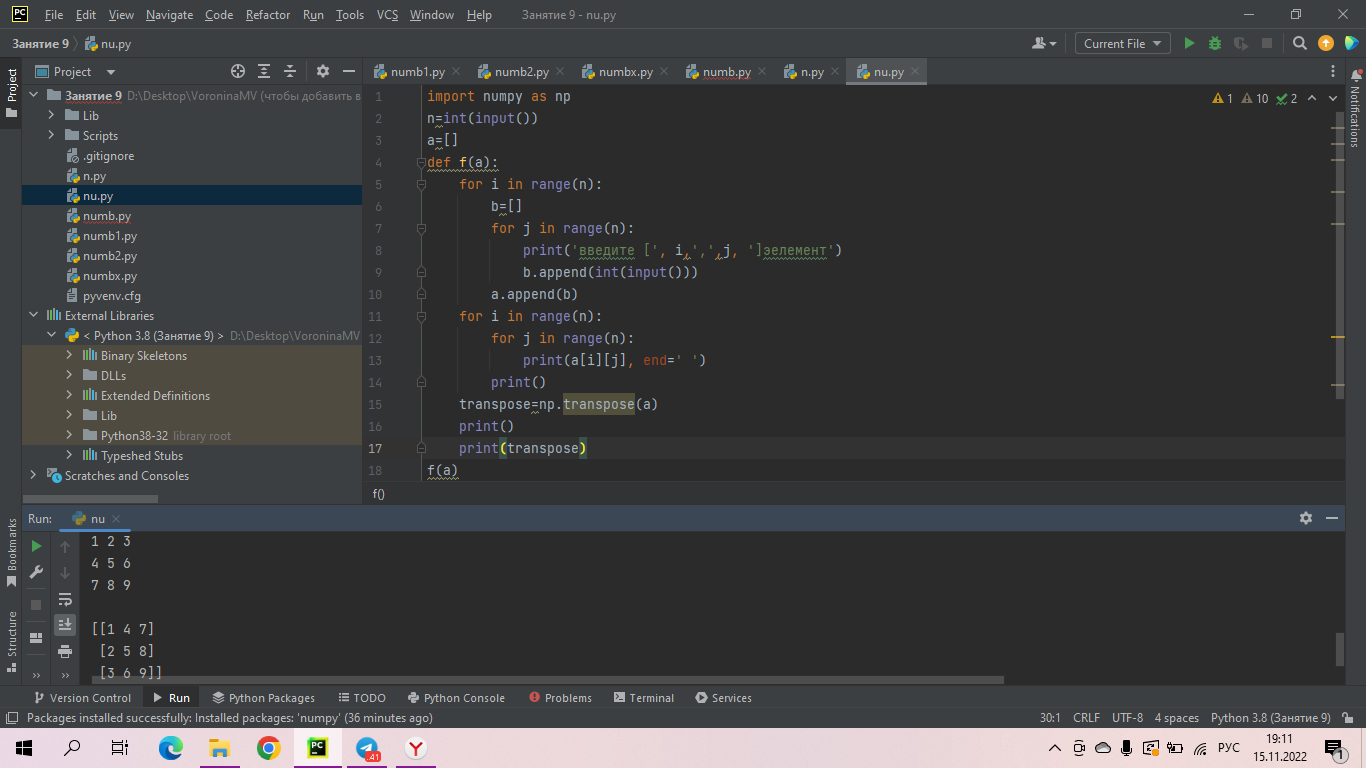 PC File Edit View Navigate Code Refactor Run Tools VCS Window Help Занятие 9 - nu.py
Занятие 9 nu.py Current File
Project
Project
numb1.py numb2.py numbx.py numb.py n.py nu.py
Notifications
Занятие 9 D:\Desktop\VoroninaMV (чтобы добавить в
Lib
Scripts
.gitignore
n.py
nu.py
numb.py
numb1.py
numb2.py
numbx.py
pyvenv.cfg
External Libraries
< Python 3.8 (Занятие 9) > D:\Desktop\VoroninaMV
Binary Skeletons
DLLs
Extended Definitions
Lib
Python38-32 library root
Typeshed Stubs
Scratches and Consoles
1 10 2
1 import numpy as np
2 n=int(input())
3 a=[]
4 def f(a):
5 for i in range(n):
6 b=[]
7 for j in range(n):
8 print('введите [', i,',',j, ']эелемент')
9 b.append(int(input()))
10 a.append(b)
11 for i in range(n):
12 for j in range(n):
13 print(a[i][j], end=' ')
14 print()
15 transpose=np.transpose(a)
16 print()
17 print(transpose)
18 f(a)
f()
Run: nu
Bookmarks
Structure
1 2 3
4 5 6
7 8 9
[[1 4 7]
[2 5 8]
[3 6 9]]
Version Control Run Python Packages TODO Python Console Problems Terminal Services
Packages installed successfully: Installed packages: 'numpy' (36 minutes ago) 30:1 CRLF UTF-8 4 spaces Python 3.8 (Занятие 9)
PC 41 Y РУС 19:11
15.11.2022 1